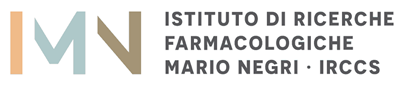 IMN
ISTITUTO DI RICERCHE
FARMACOLOGICHE
MARIO NEGRI · IRCCS